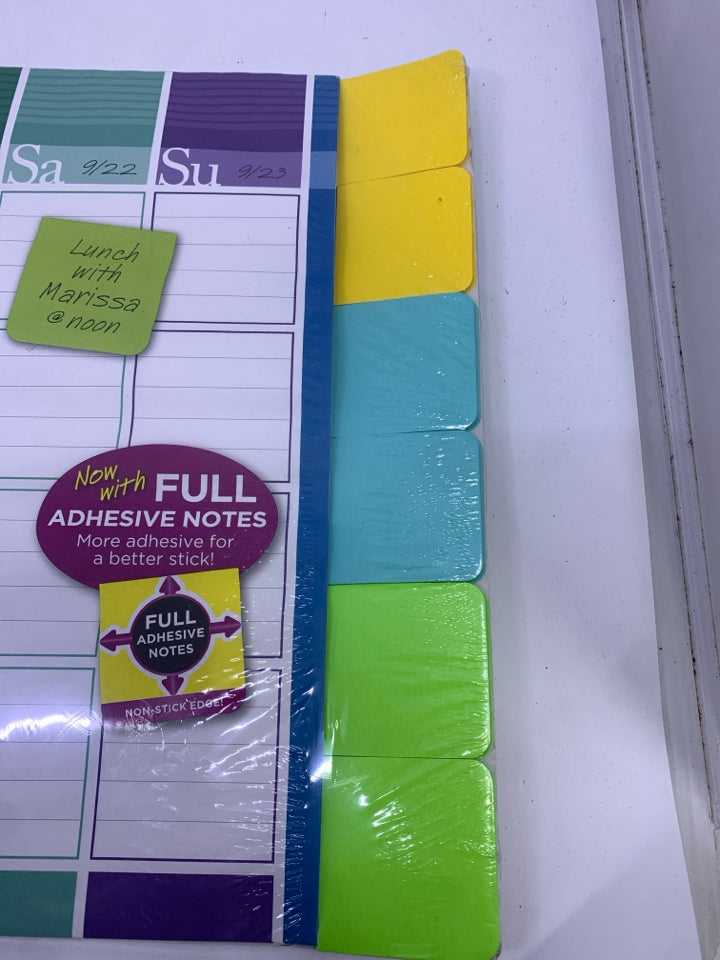 Sa 9/22 Su 9/23
Lunch
with
Marissa
@ noon
Now
with FULL
ADHESIVE NOTES
More adhesive for
a better stick!
FULL
ADHESIVE
NOTES
NON-STICK EDGE!